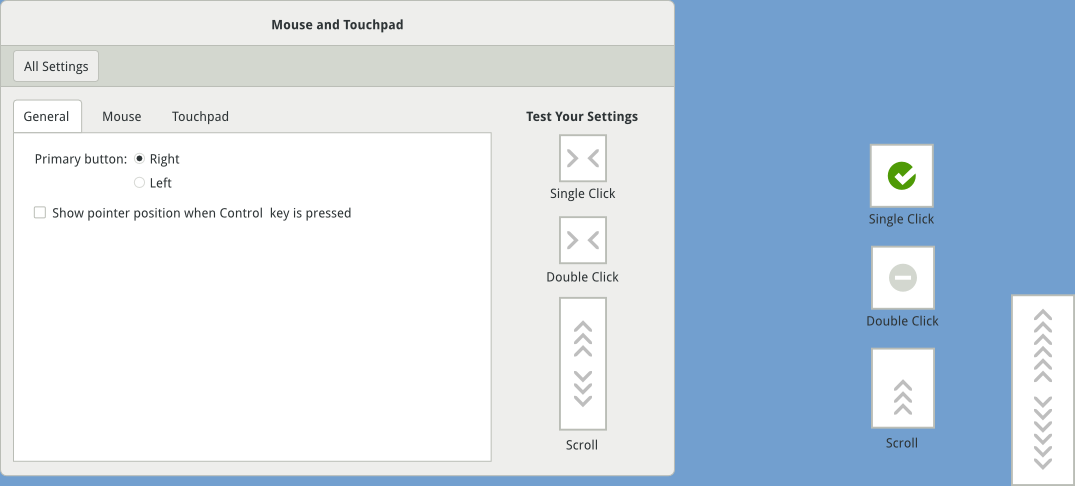 Mouse and Touchpad
All Settings
General Mouse Touchpad
Test Your Settings
Primary button: Right
Left
Show pointer position when Control  key is pressed
Single Click
Double Click
Scroll
Single Click
Double Click
Scroll